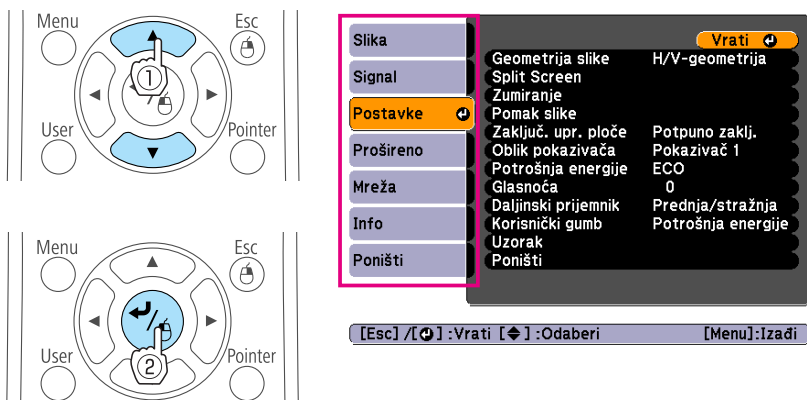 Menu
Esc
1
User
Pointer
Menu
Esc
2
User
Pointer
Slika
Signal
Postavke
Prošireno
Mreža
Info
Poništi
Vrati
Geometrija slike H/V-geometrija
Split Screen
Zumiranje
Pomak slike
Zaključ. upr. ploče Potpuno zaklj.
Oblik pokazivača Pokazivač 1
Potrošnja energije ECO
Glasnoća 0
Daljinski prijemnik Prednja/stražnja
Korisnički gumb Potrošnja energije
Uzorak
Poništi
[Esc] /[ ] :Vrati [ ] :Odaberi [Menu]:Izađi